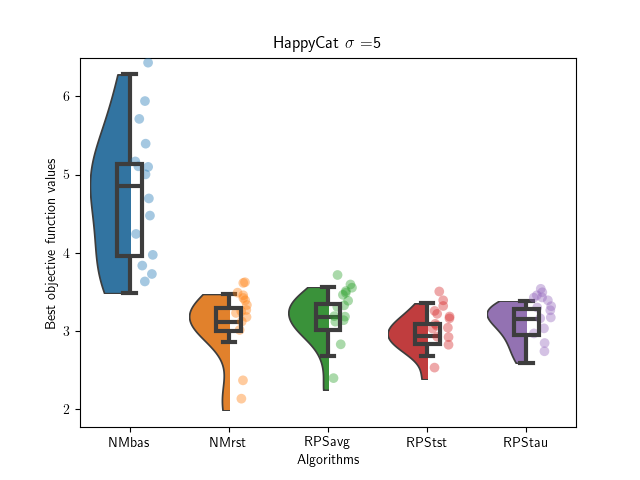 HappyCat σ =5
Best objective function values
6
5
4
3
2
NMbas NMrst RPSavg RPStst RPStau
Algorithms